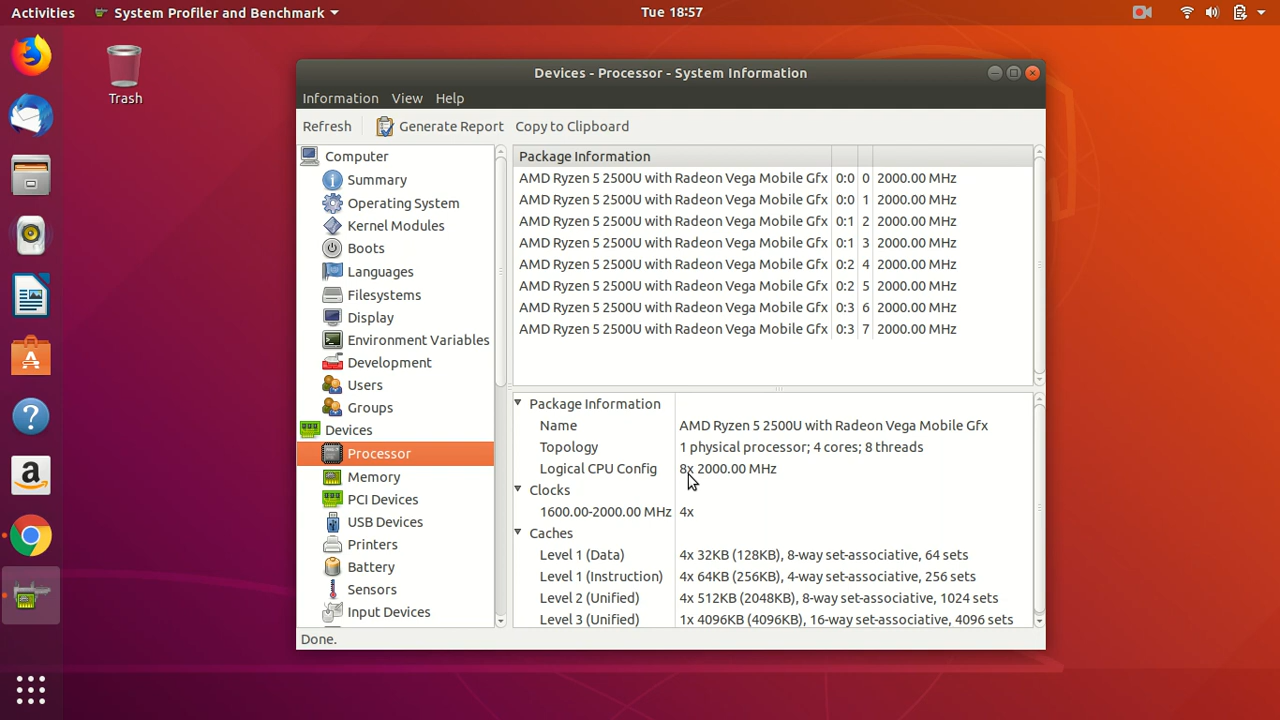 Activities System Profiler and Benchmark Tue 18:57
Trash
Devices - Processor - System Information
Information View Help
Refresh Generate Report Copy to Clipboard
Computer
Summary
Operating System
Kernel Modules
Boots
Languages
Filesystems
Display
Environment Variables
Development
Users
Groups
Devices
Processor
Memory
PCI Devices
USB Devices
Printers
Battery
Sensors
Input Devices
Package Information
AMD Ryzen 5 2500U with Radeon Vega Mobile Gfx 0:0 0 2000.00 MHz
AMD Ryzen 5 2500U with Radeon Vega Mobile Gfx 0:0 1 2000.00 MHz
AMD Ryzen 5 2500U with Radeon Vega Mobile Gfx 0:1 2 2000.00 MHz
AMD Ryzen 5 2500U with Radeon Vega Mobile Gfx 0:1 3 2000.00 MHz
AMD Ryzen 5 2500U with Radeon Vega Mobile Gfx 0:2 4 2000.00 MHz
AMD Ryzen 5 2500U with Radeon Vega Mobile Gfx 0:2 5 2000.00 MHz
AMD Ryzen 5 2500U with Radeon Vega Mobile Gfx 0:3 6 2000.00 MHz
AMD Ryzen 5 2500U with Radeon Vega Mobile Gfx 0:3 7 2000.00 MHz
Package Information
Name AMD Ryzen 5 2500U with Radeon Vega Mobile Gfx
Topology 1 physical processor; 4 cores; 8 threads
Logical CPU Config 8x 2000.00 MHz
Clocks
1600.00-2000.00 MHz 4x
Caches
Level 1 (Data) 4x 32KB (128KB), 8-way set-associative, 64 sets
Level 1 (Instruction) 4x 64KB (256KB), 4-way set-associative, 256 sets
Level 2 (Unified) 4x 512KB (2048KB), 8-way set-associative, 1024 sets
Level 3 (Unified) 1x 4096KB (4096KB), 16-way set-associative, 4096 sets
Done.